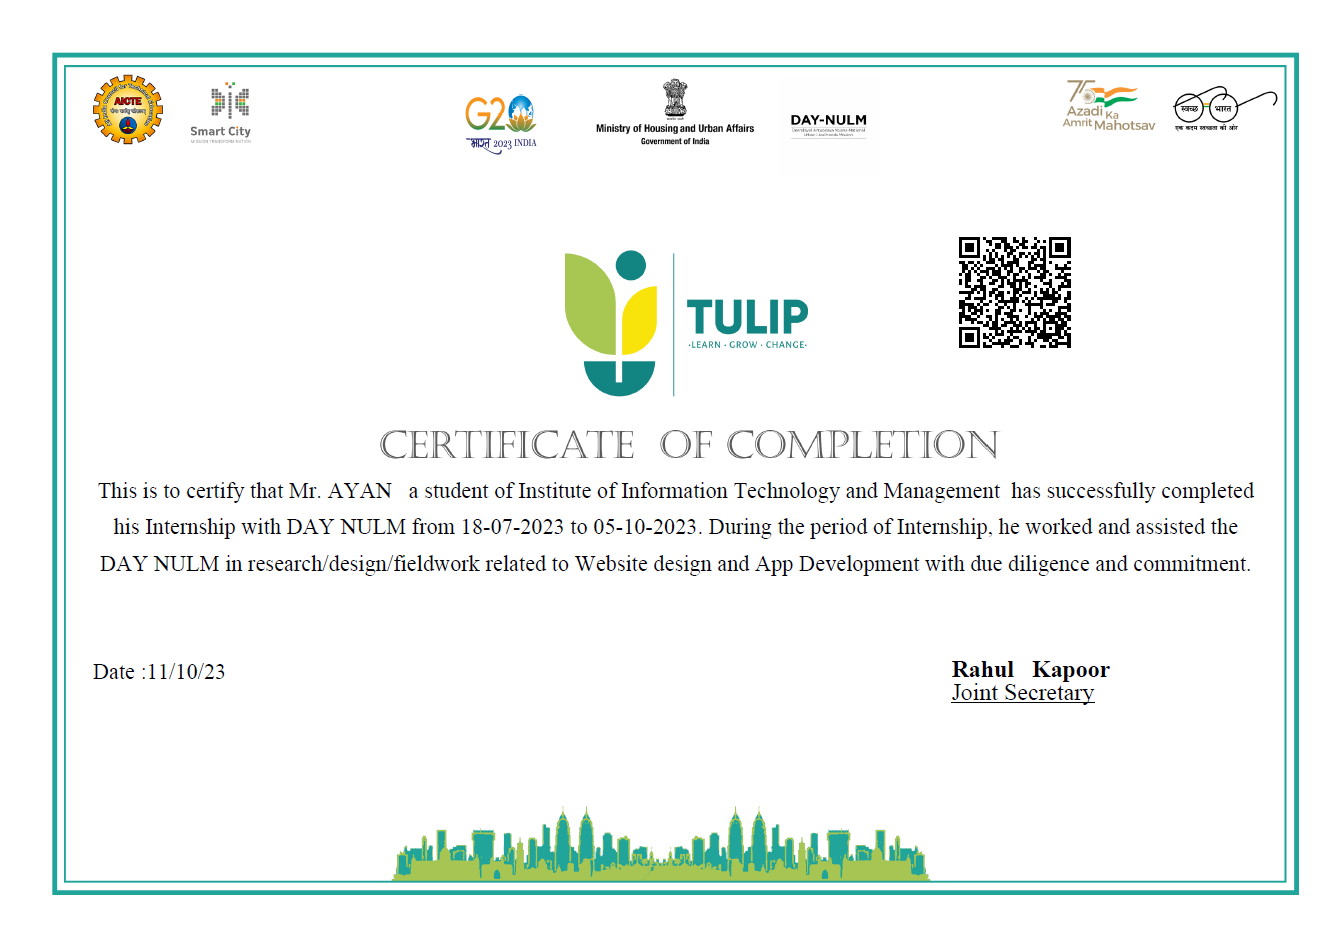 AICTE
Smart City
MISSION TRANSFORM-NATION
G20
भारत 2023 INDIA
Ministry of Housing and Urban Affairs
Government of India
DAY-NULM
75
Azadi Ka
Amrit Mahotsav
स्वच्छ भारत
एक कदम स्वच्छता की ओर
TULIP
·LEARN · GROW · CHANGE·
CERTIFICATE OF COMPLETION
This is to certify that Mr. AYAN a student of Institute of Information Technology and Management has successfully completed
his Internship with DAY NULM from 18-07-2023 to 05-10-2023. During the period of Internship, he worked and assisted the
DAY NULM in research/design/fieldwork related to Website design and App Development with due diligence and commitment.
Date :11/10/23
Rahul Kapoor
Joint Secretary